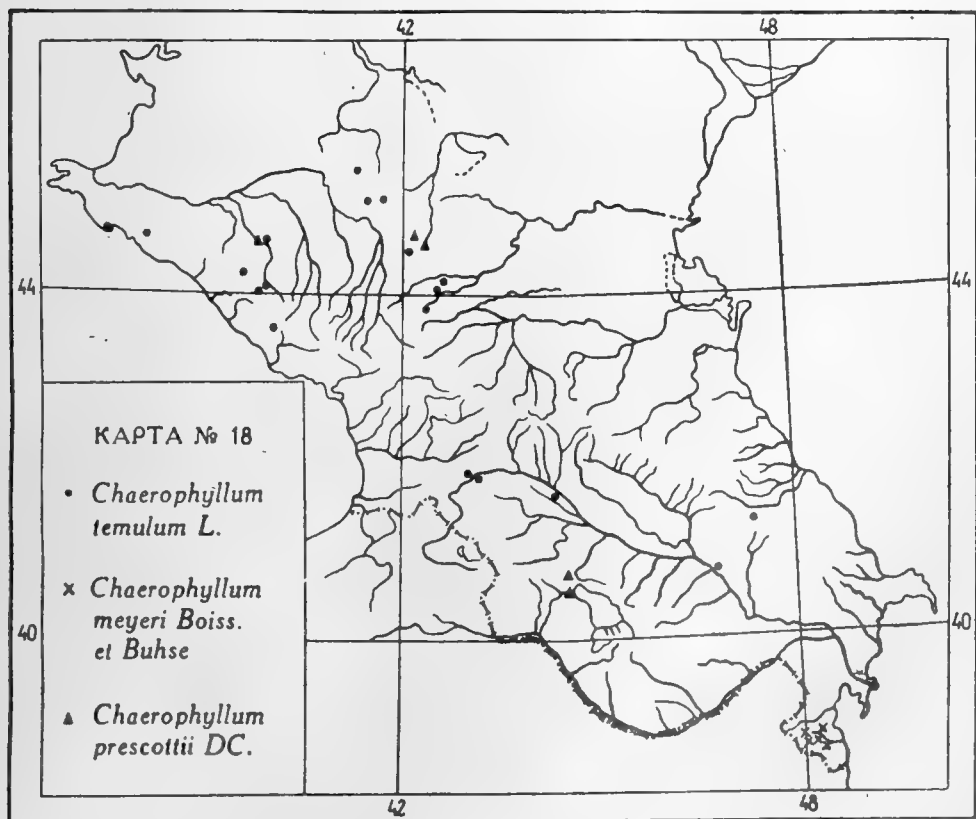 42 48
44 44
КАРТА № 18
• Chaerophyllum
temulum L.
× Chaerophyllum
meyeri Boiss.
et Buhse
▲ Chaerophyllum
prescottii DC.
40 40
42 48